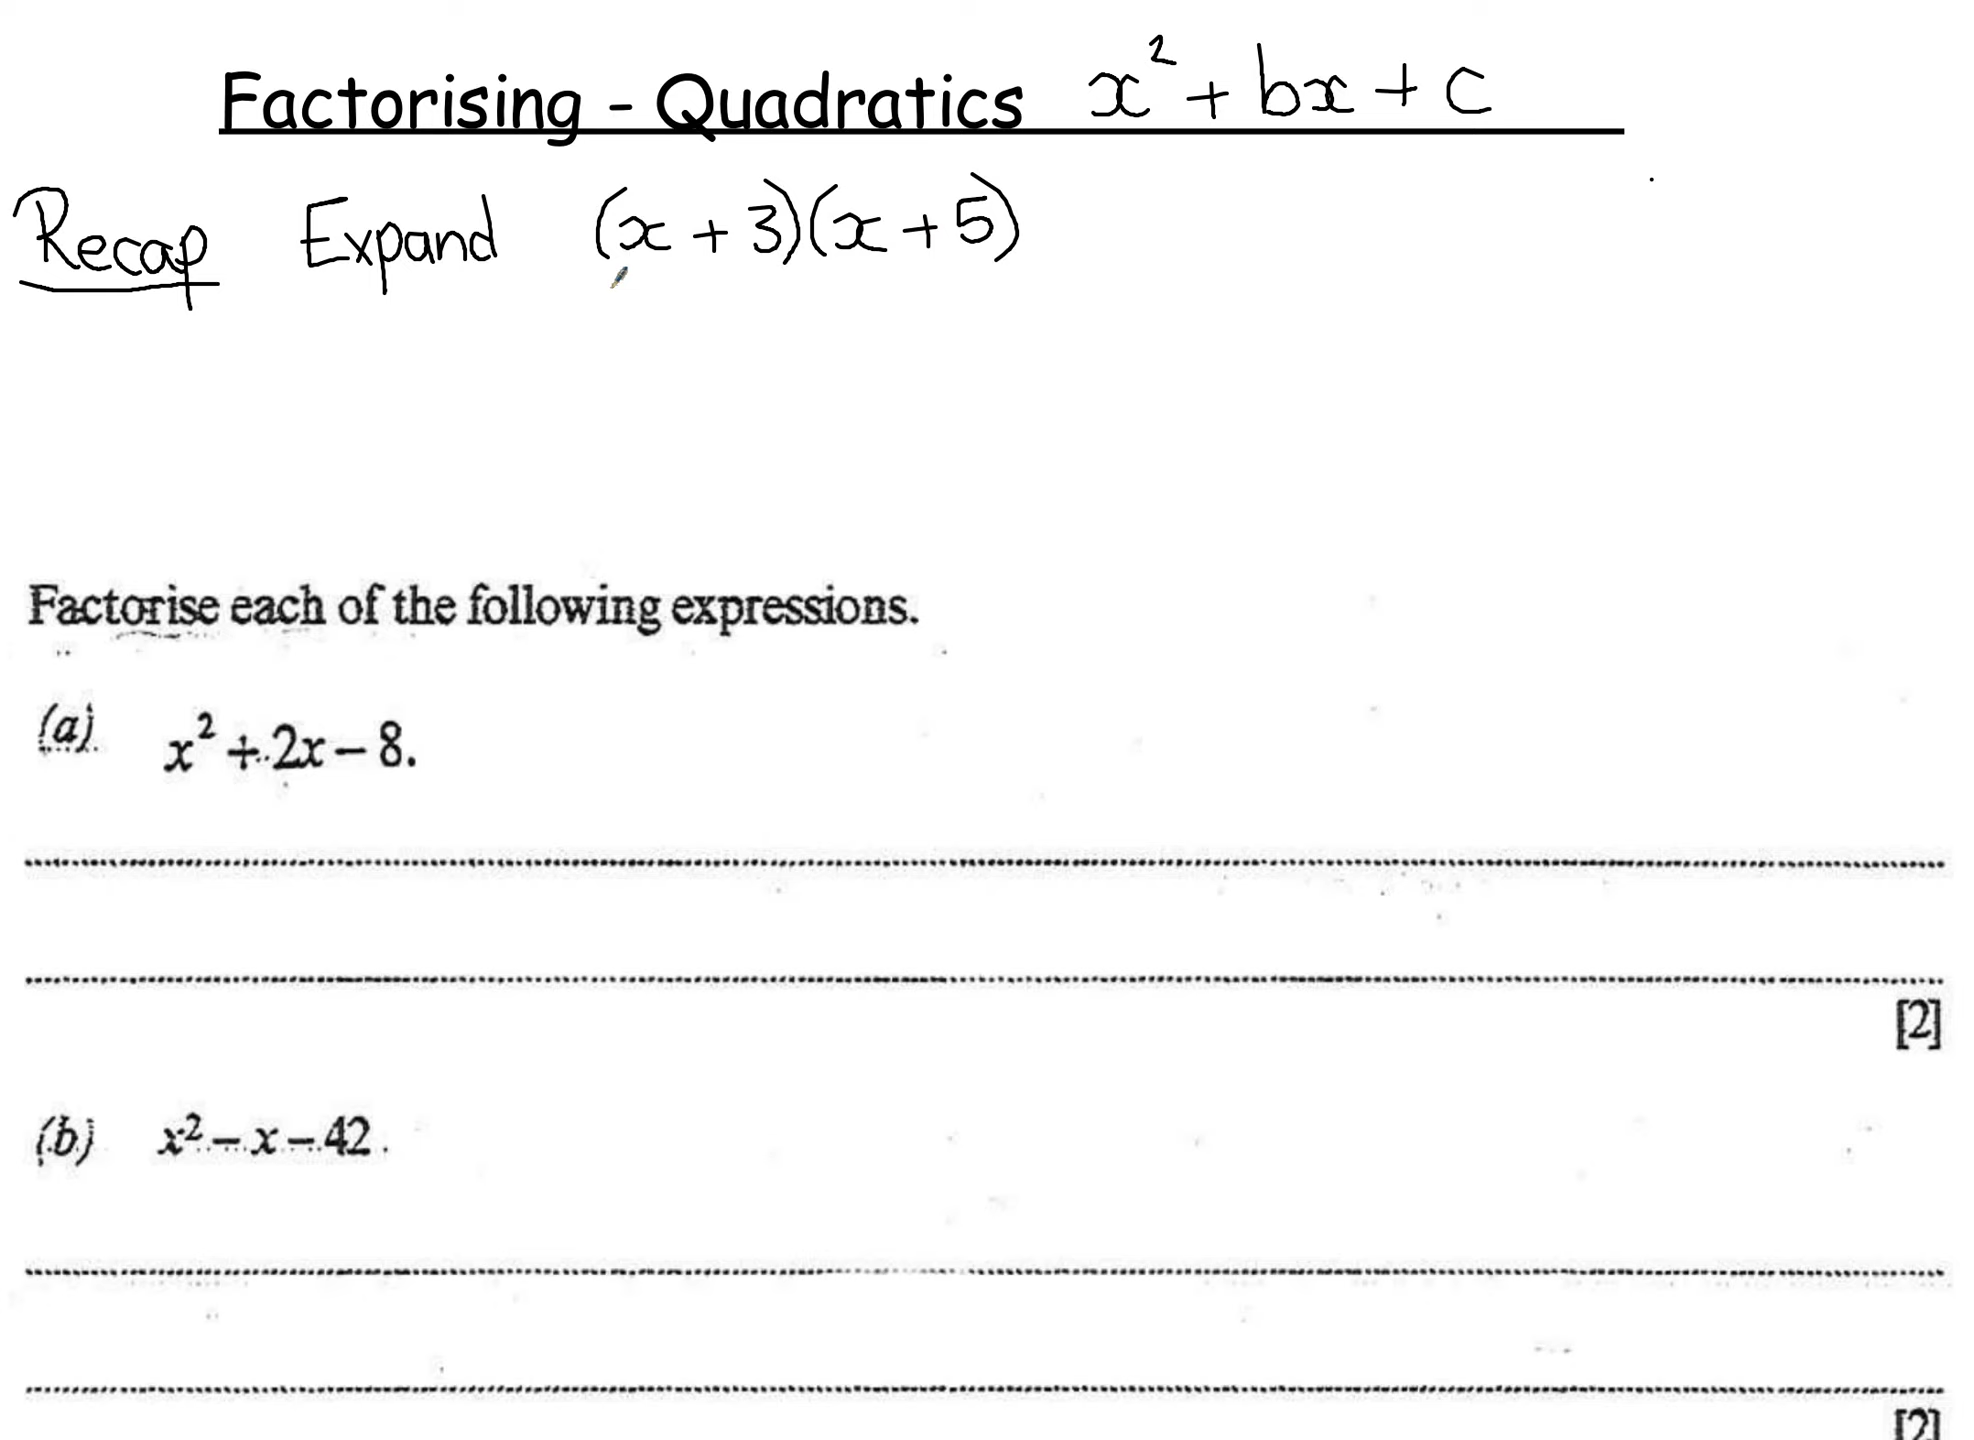 Factorising - Quadratics x² + bx + c
Recap Expand (x + 3)(x + 5)
Factorise each of the following expressions.
(a) x² + 2x – 8.
[2]
(b) x² – x – 42.
[2]